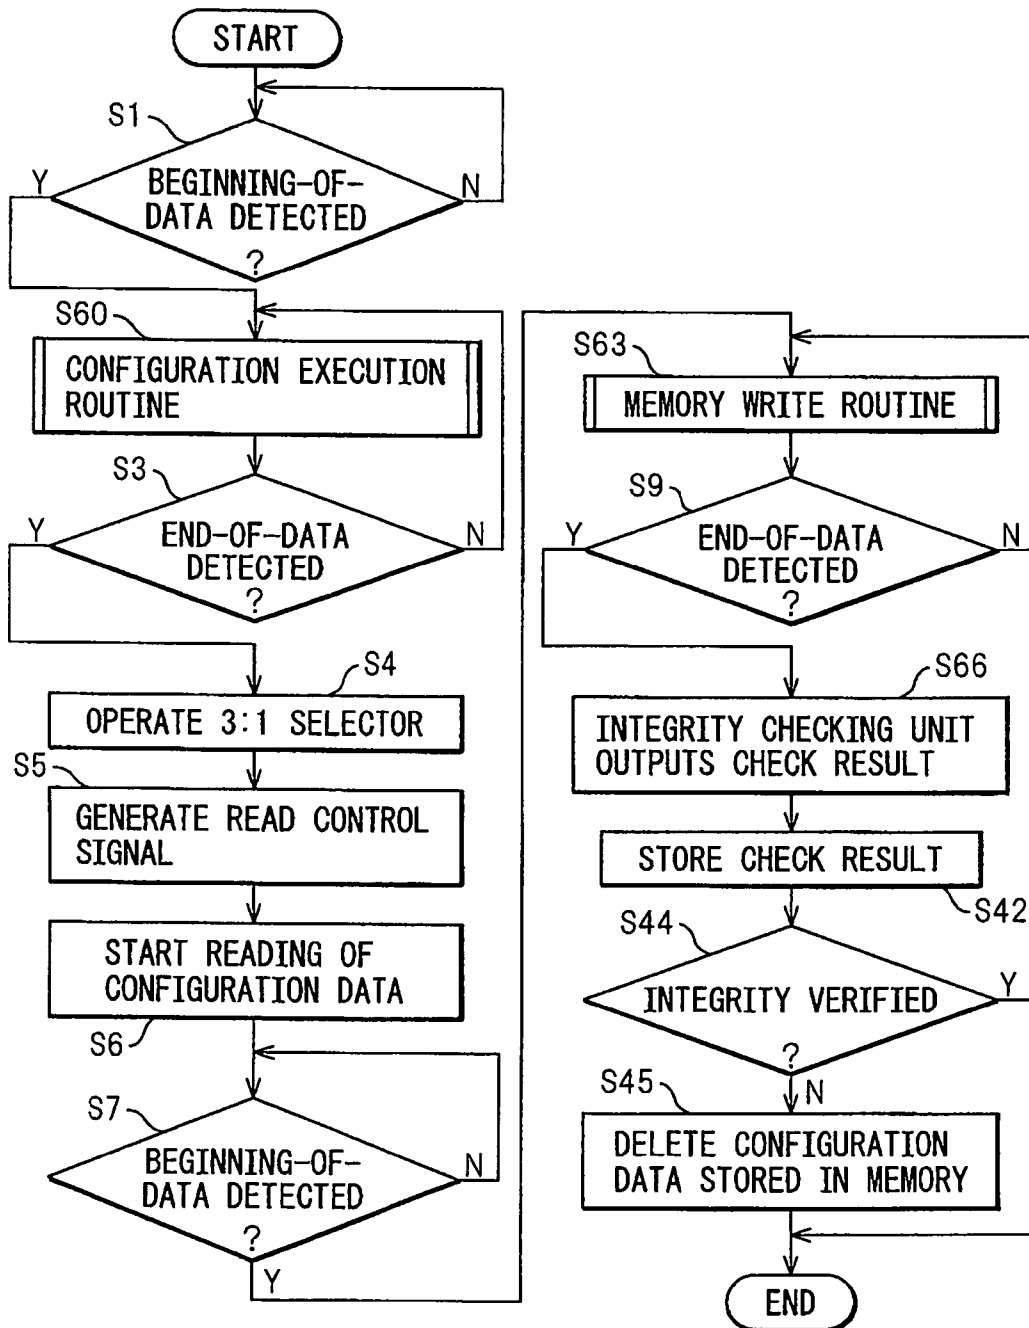 START
S1
Y
BEGINNING-OF-
DATA DETECTED
?
N
S60
CONFIGURATION EXECUTION
ROUTINE
S3
Y
END-OF-DATA
DETECTED
?
N
S4
OPERATE 3:1 SELECTOR
S5
GENERATE READ CONTROL
SIGNAL
START READING OF
CONFIGURATION DATA
S6
S7
BEGINNING-OF-
DATA DETECTED
?
N
Y
S63
MEMORY WRITE ROUTINE
S9
Y
END-OF-DATA
DETECTED
?
N
S66
INTEGRITY CHECKING UNIT
OUTPUTS CHECK RESULT
STORE CHECK RESULT
S42
S44
INTEGRITY VERIFIED
?
Y
N
S45
DELETE CONFIGURATION
DATA STORED IN MEMORY
END